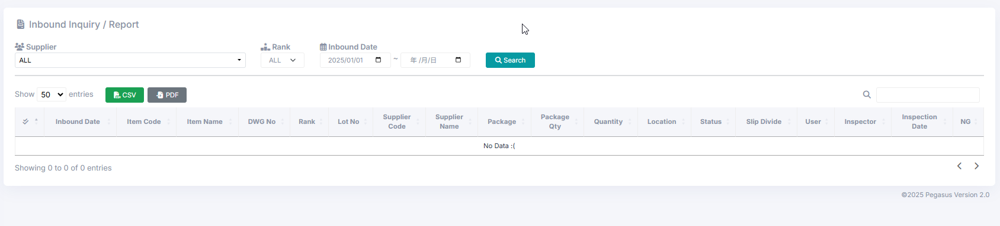 Inbound Inquiry / Report
Supplier Rank Inbound Date
ALL ALL 2025/01/01 ~ 年 /月/日 Search
Show 50 entries CSV PDF
Inbound Date Item Code Item Name DWG No Rank Lot No Supplier Code Supplier Name Package Package Qty Quantity Location Status Slip Divide User Inspector Inspection Date NG
No Data :(
Showing 0 to 0 of 0 entries
©2025 Pegasus Version 2.0